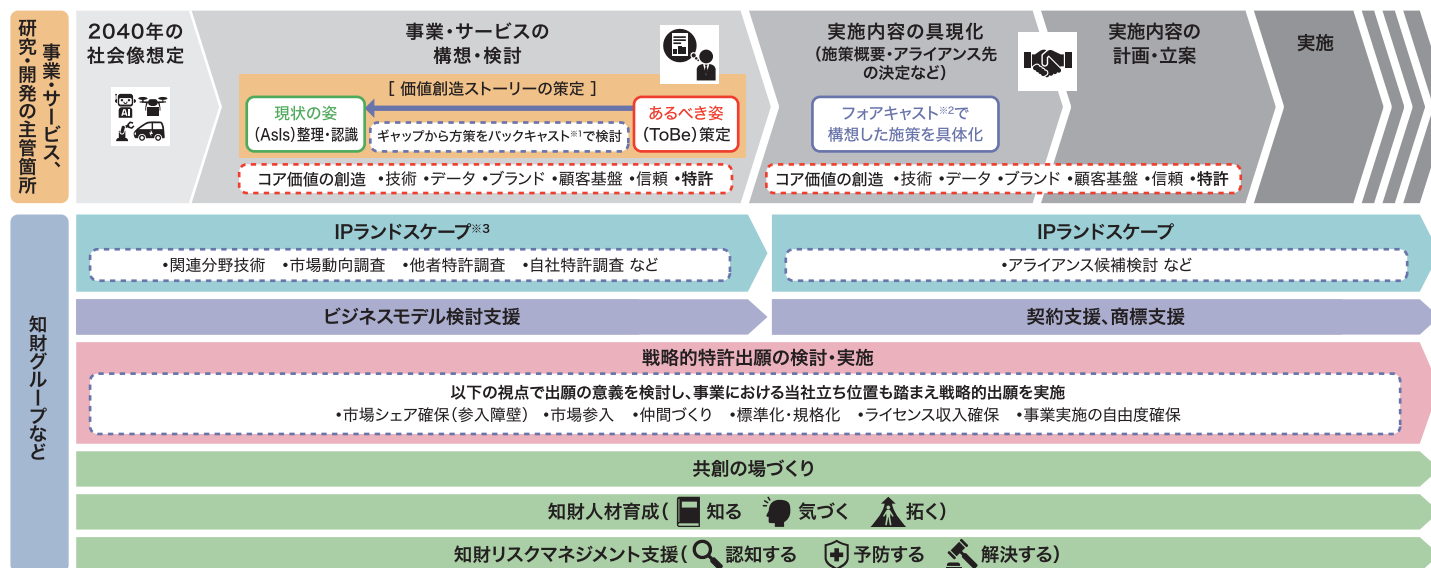 事業・サービス、
研究・開発の主管箇所
2040年の
社会像想定
AI
事業・サービスの
構想・検討
[ 価値創造ストーリーの策定 ]
現状の姿
(AsIs)整理・認識
ギャップから方策をバックキャスト※1で検討
あるべき姿
(ToBe)策定
コア価値の創造 •技術 •データ •ブランド •顧客基盤 •信頼 •特許
実施内容の具現化
(施策概要・アライアンス先
の決定など)
フォアキャスト※2で
構想した施策を具体化
実施内容の
計画・立案
コア価値の創造 •技術 •データ •ブランド •顧客基盤 •信頼 •特許
実施
知財グループなど
IPランドスケープ※3
•関連分野技術 •市場動向調査 •他者特許調査 •自社特許調査 など
IPランドスケープ
•アライアンス候補検討 など
ビジネスモデル検討支援
契約支援、商標支援
戦略的特許出願の検討・実施
以下の視点で出願の意義を検討し、事業における当社立ち位置も踏まえ戦略的出願を実施
•市場シェア確保(参入障壁) •市場参入 •仲間づくり •標準化・規格化 •ライセンス収入確保 •事業実施の自由度確保
共創の場づくり
知財人材育成( 知る 気づく 拓く)
知財リスクマネジメント支援( 認知する 予防する 解決する)